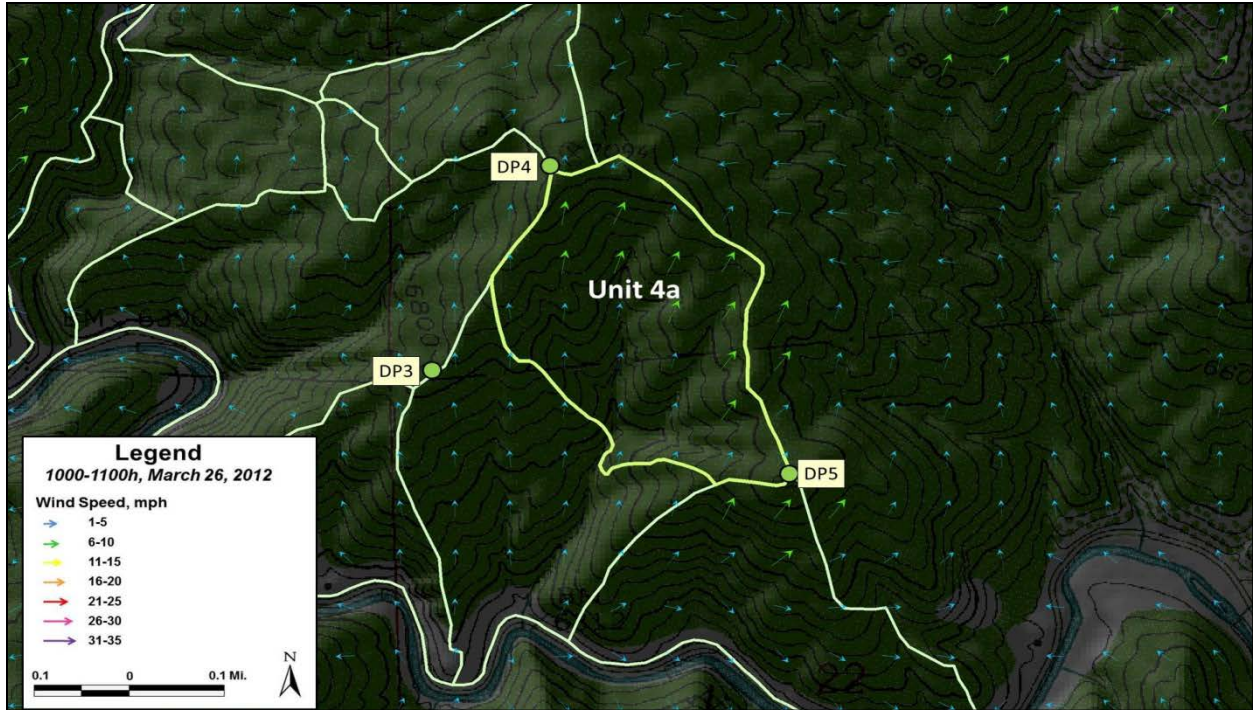 6800
DP4
Unit 4a
6390
6800
DP3
DP5
22
Legend
1000-1100h, March 26, 2012
Wind Speed, mph
1-5
6-10
11-15
16-20
21-25
26-30
31-35
0.1 0 0.1 Mi.
N